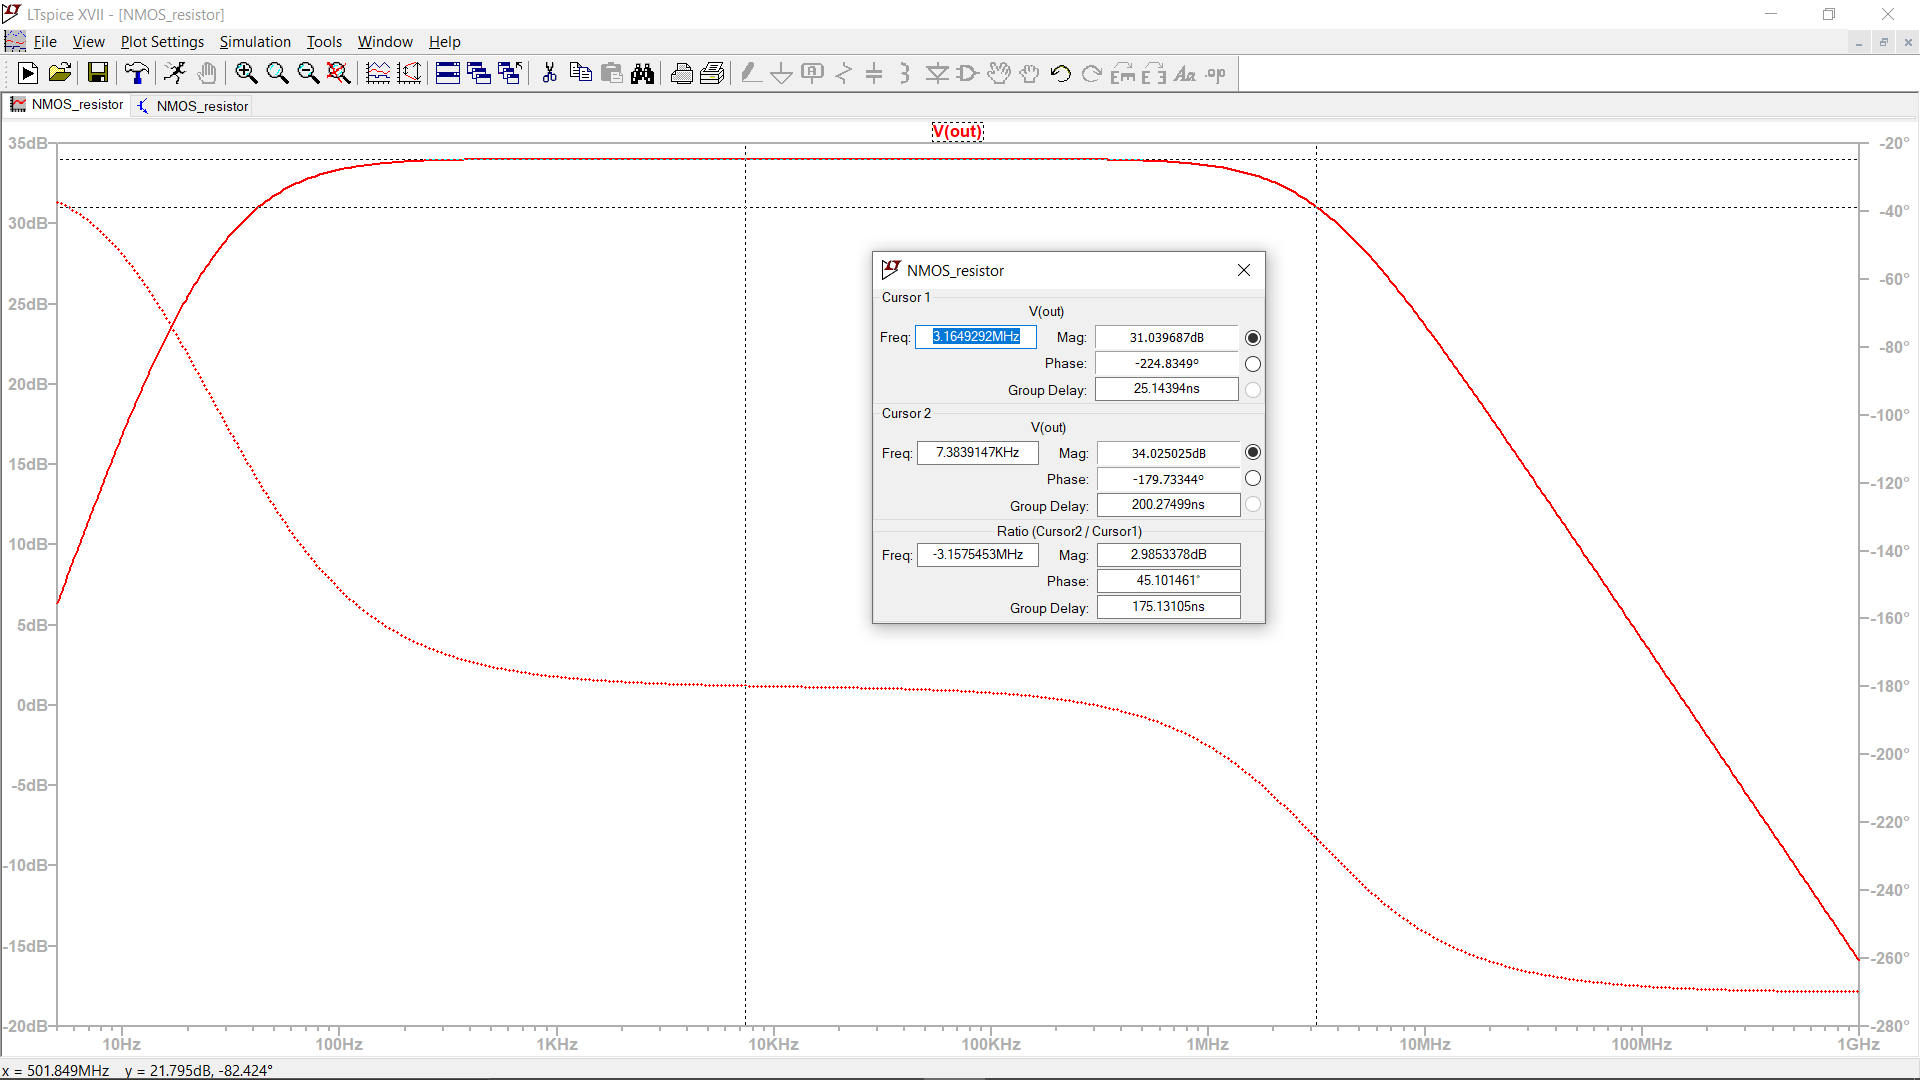 LTspice XVII - [NMOS_resistor]
File View Plot Settings Simulation Tools Window Help
.op
NMOS_resistor NMOS_resistor
V(out)
35dB
30dB
25dB
20dB
15dB
10dB
5dB
0dB
-5dB
-10dB
-15dB
-20dB
-20°
-40°
-60°
-80°
-100°
-120°
-140°
-160°
-180°
-200°
-220°
-240°
-260°
-280°
NMOS_resistor
Cursor 1
V(out)
Freq: 3.1649292MHz Mag: 31.039687dB
Phase: -224.8349°
Group Delay: 25.14394ns
Cursor 2
V(out)
Freq: 7.3839147KHz Mag: 34.025025dB
Phase: -179.73344°
Group Delay: 200.27499ns
Ratio (Cursor2 / Cursor1)
Freq: -3.1575453MHz Mag: 2.9853378dB
Phase: 45.101461°
Group Delay: 175.13105ns
10Hz 100Hz 1KHz 10KHz 100KHz 1MHz 10MHz 100MHz 1GHz
x = 501.849MHz y = 21.795dB, -82.424°